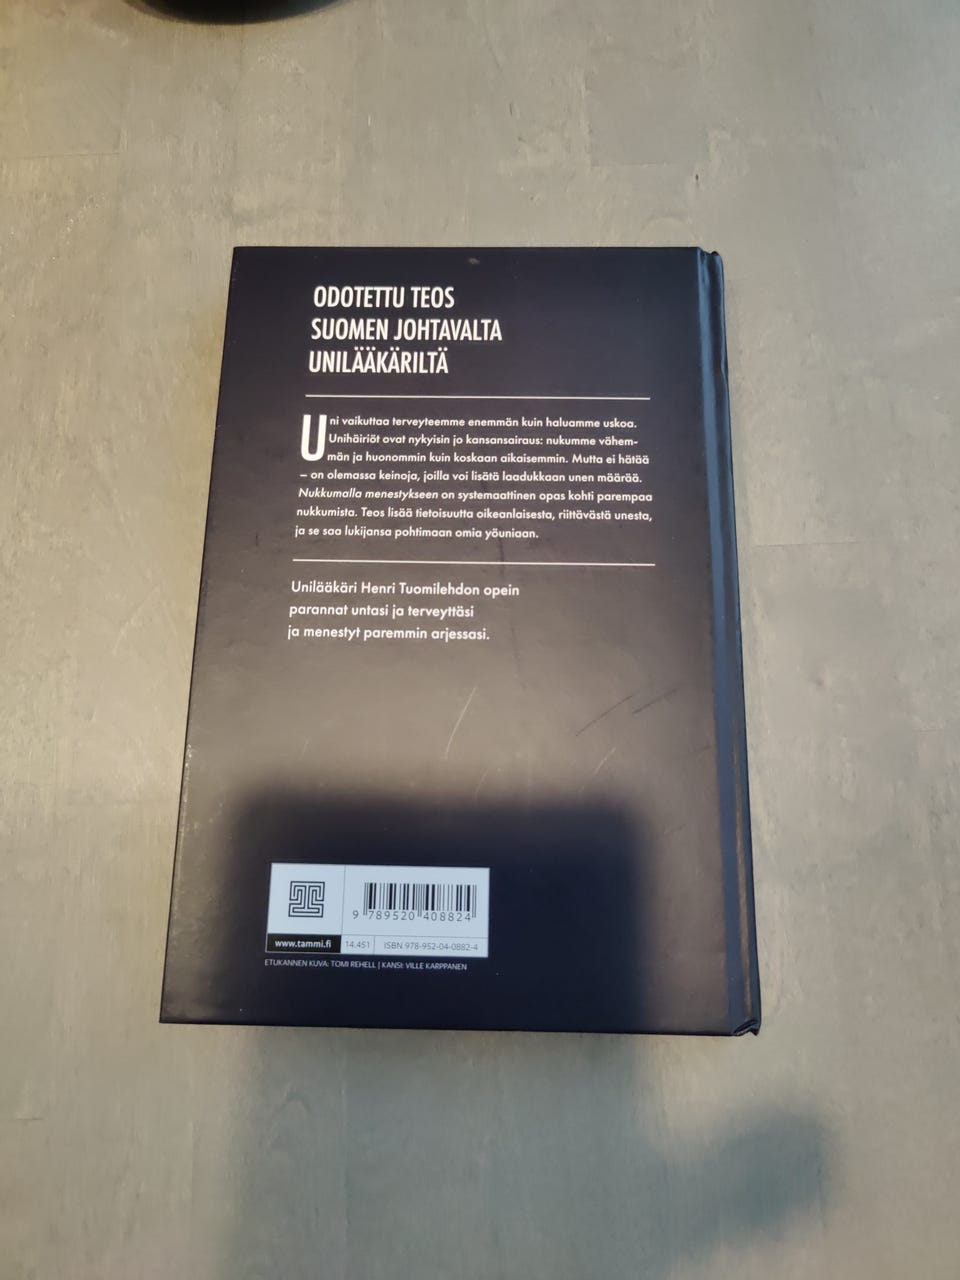 ODOTETTU TEOS
SUOMEN JOHTAVALTA
UNILÄÄKÄRILTÄ
Uni vaikuttaa terveyteemme enemmän kuin haluamme uskoa.
Unihäiriöt ovat nykyisin jo kansansairaus: nukumme vähem-
män ja huonommin kuin koskaan aikaisemmin. Mutta ei hätää
– on olemassa keinoja, joilla voi lisätä laadukkaan unen määrää.
Nukkumalla menestykseen on systemaattinen opas kohti parempaa
nukkumista. Teos lisää tietoisuutta oikeanlaisesta, riittävästä unesta,
ja se saa lukijansa pohtimaan omia yöuniaan.
Unilääkäri Henri Tuomilehdon opein
parannat untasi ja terveyttäsi
ja menestyt paremmin arjessasi.
9 789520 408824
www.tammi.fi 14.451 ISBN 978-952-04-0882-4
ETUKANNEN KUVA: TOMI REHELL | KANSI: VILLE KARPPANEN